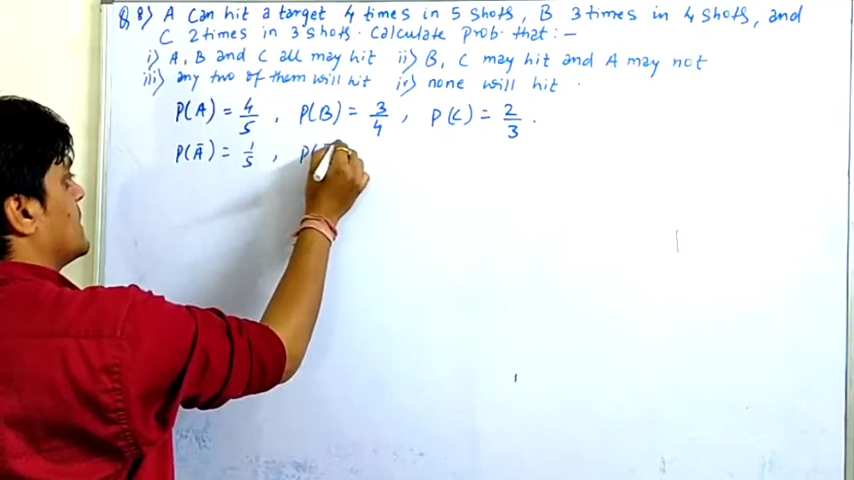 Q 8> A can hit a target 4 times in 5 shots, B 3 times in 4 shots, and
C 2 times in 3 shots. Calculate prob. that :-
i> A, B and C all may hit ii> B, C may hit and A may not
iii> any two of them will hit iv> none will hit .
P(A) = 4/5 , P(B) = 3/4 , P(C) = 2/3 .
P(Ā) = 1/5 , P(